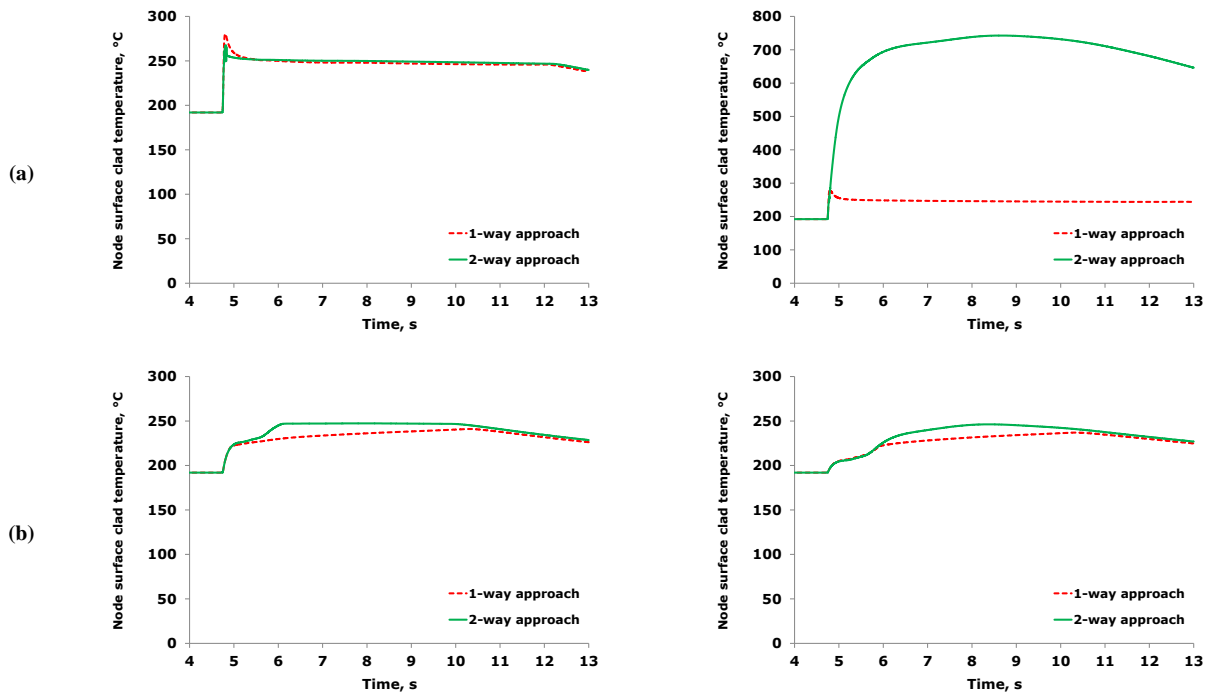 (a)
Node surface clad temperature, °C
300
250
200
150
100
50
0
4 5 6 7 8 9 10 11 12 13
Time, s
1-way approach
2-way approach
Node surface clad temperature, °C
800
700
600
500
400
300
200
100
0
4 5 6 7 8 9 10 11 12 13
Time, s
1-way approach
2-way approach
(b)
Node surface clad temperature, °C
300
250
200
150
100
50
0
4 5 6 7 8 9 10 11 12 13
Time, s
1-way approach
2-way approach
Node surface clad temperature, °C
300
250
200
150
100
50
0
4 5 6 7 8 9 10 11 12 13
Time, s
1-way approach
2-way approach